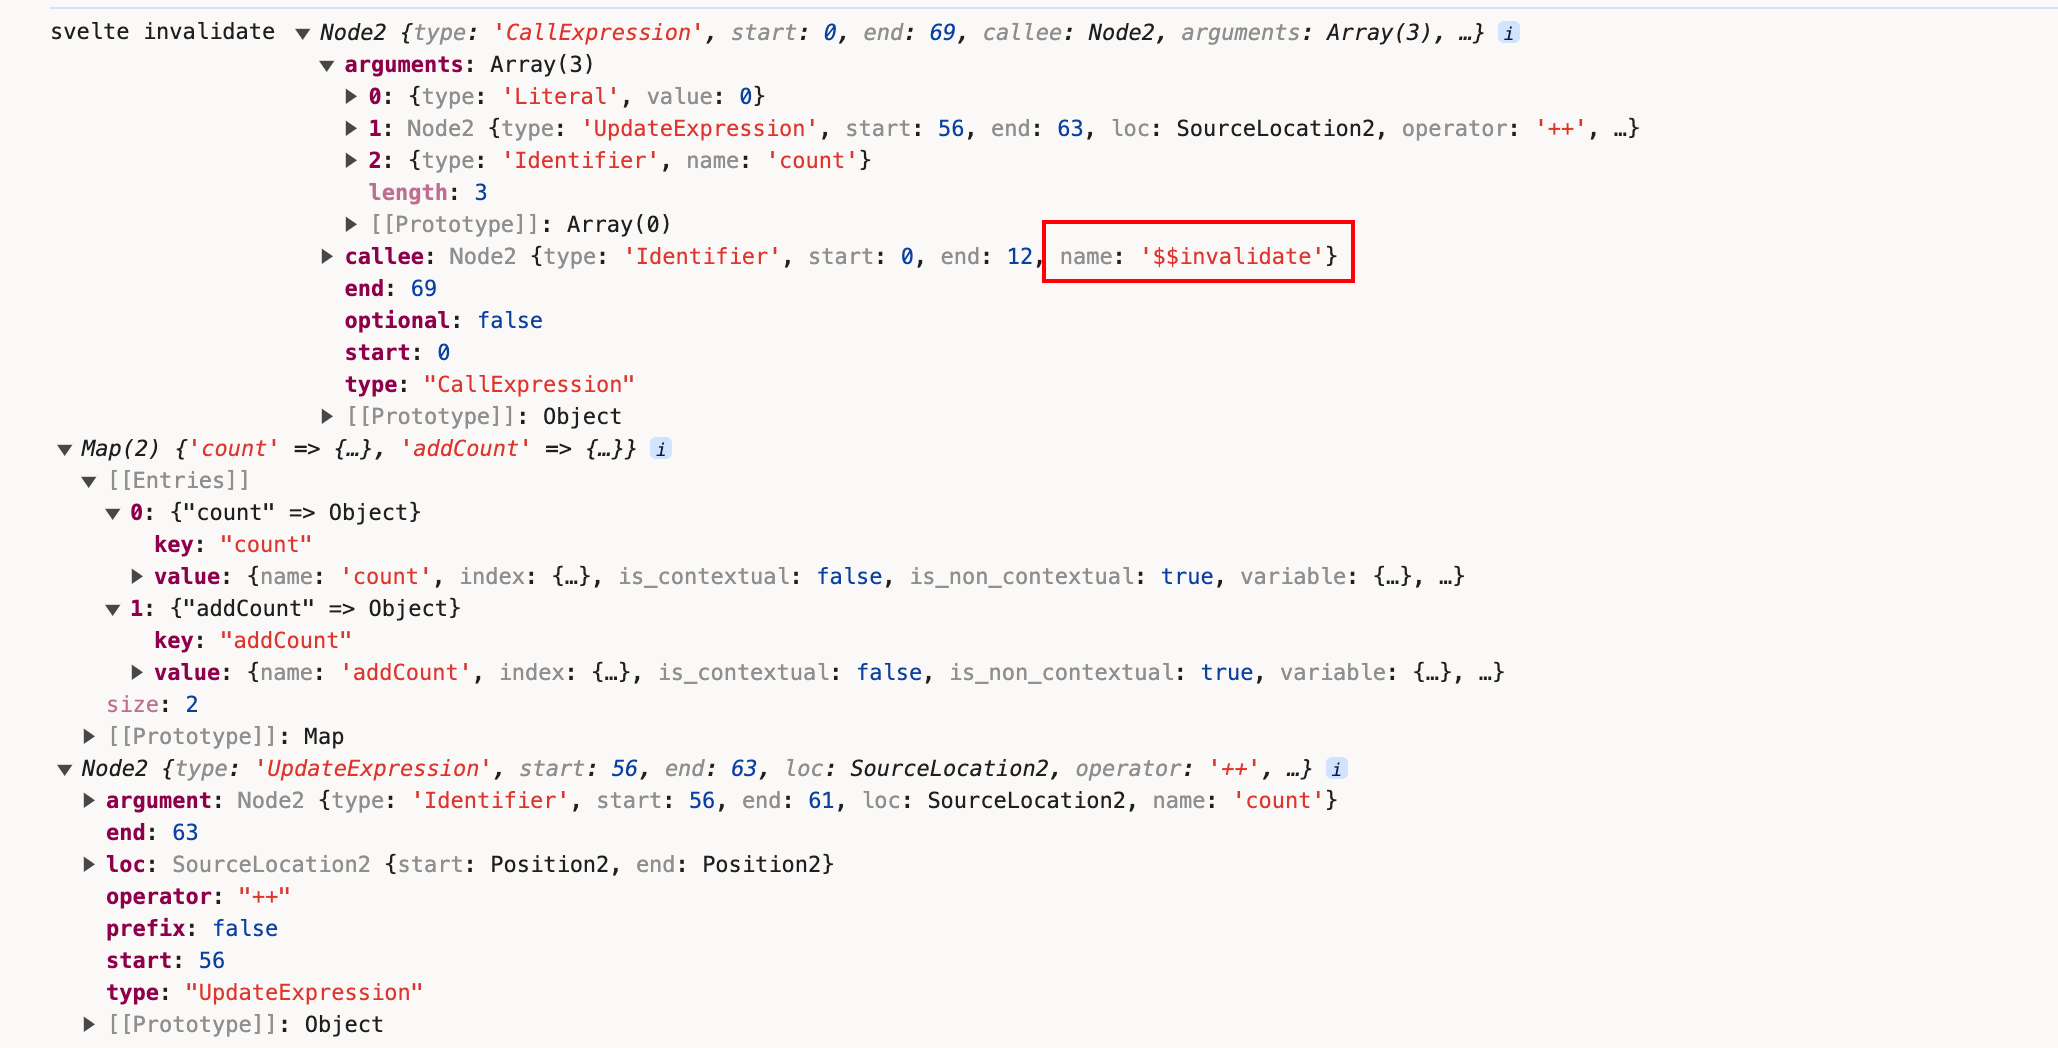 svelte invalidate ▼ Node2 {type: 'CallExpression', start: 0, end: 69, callee: Node2, arguments: Array(3), …} i
▼ arguments: Array(3)
▶ 0: {type: 'Literal', value: 0}
▶ 1: Node2 {type: 'UpdateExpression', start: 56, end: 63, loc: SourceLocation2, operator: '++', …}
▶ 2: {type: 'Identifier', name: 'count'}
length: 3
▶ [[Prototype]]: Array(0)
▶ callee: Node2 {type: 'Identifier', start: 0, end: 12, name: '$$invalidate'}
end: 69
optional: false
start: 0
type: "CallExpression"
▶ [[Prototype]]: Object
▼ Map(2) {'count' => {…}, 'addCount' => {…}} i
▼ [[Entries]]
▼ 0: {"count" => Object}
key: "count"
▶ value: {name: 'count', index: {…}, is_contextual: false, is_non_contextual: true, variable: {…}, …}
▼ 1: {"addCount" => Object}
key: "addCount"
▶ value: {name: 'addCount', index: {…}, is_contextual: false, is_non_contextual: true, variable: {…}, …}
size: 2
▶ [[Prototype]]: Map
▼ Node2 {type: 'UpdateExpression', start: 56, end: 63, loc: SourceLocation2, operator: '++', …} i
▶ argument: Node2 {type: 'Identifier', start: 56, end: 61, loc: SourceLocation2, name: 'count'}
end: 63
▶ loc: SourceLocation2 {start: Position2, end: Position2}
operator: "++"
prefix: false
start: 56
type: "UpdateExpression"
▶ [[Prototype]]: Object